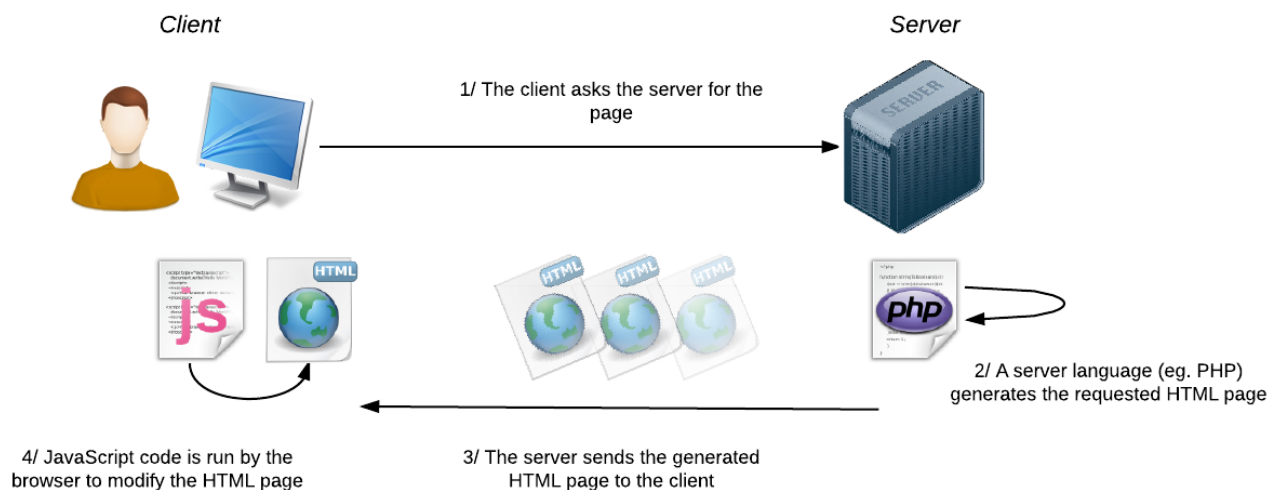 Client
Server
1/ The client asks the server for the
page
SERVER
js
HTML
HTML
HTML
HTML
<?php
php
2/ A server language (eg. PHP)
generates the requested HTML page
4/ JavaScript code is run by the
browser to modify the HTML page
3/ The server sends the generated
HTML page to the client